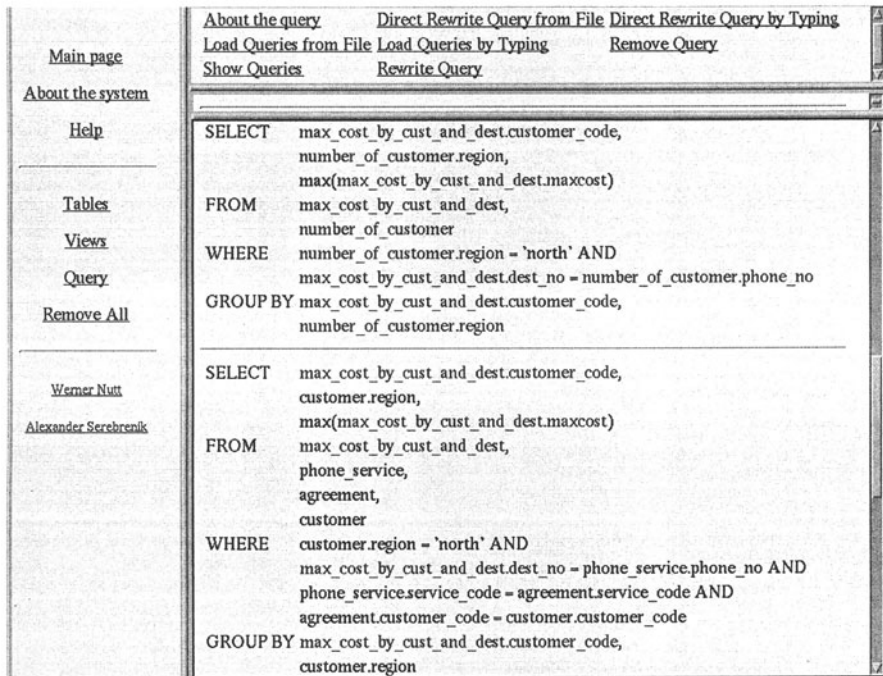 Main page
About the system
Help
Tables
Views
Query
Remove All
Werner Nutt
Alexander Serebrenik
About the query Direct Rewrite Query from File Direct Rewrite Query by Typing
Load Queries from File Load Queries by Typing Remove Query
Show Queries Rewrite Query
SELECT max_cost_by_cust_and_dest.customer_code,
number_of_customer.region,
max(max_cost_by_cust_and_dest.maxcost)
FROM max_cost_by_cust_and_dest,
number_of_customer
WHERE number_of_customer.region = `north` AND
max_cost_by_cust_and_dest.dest_no = number_of_customer.phone_no
GROUP BY max_cost_by_cust_and_dest.customer_code,
number_of_customer.region
SELECT max_cost_by_cust_and_dest.customer_code,
customer.region,
max(max_cost_by_cust_and_dest.maxcost)
FROM max_cost_by_cust_and_dest,
phone_service,
agreement,
customer
WHERE customer.region = `north` AND
max_cost_by_cust_and_dest.dest_no = phone_service.phone_no AND
phone_service.service_code = agreement.service_code AND
agreement.customer_code = customer.customer_code
GROUP BY max_cost_by_cust_and_dest.customer_code,
customer.region